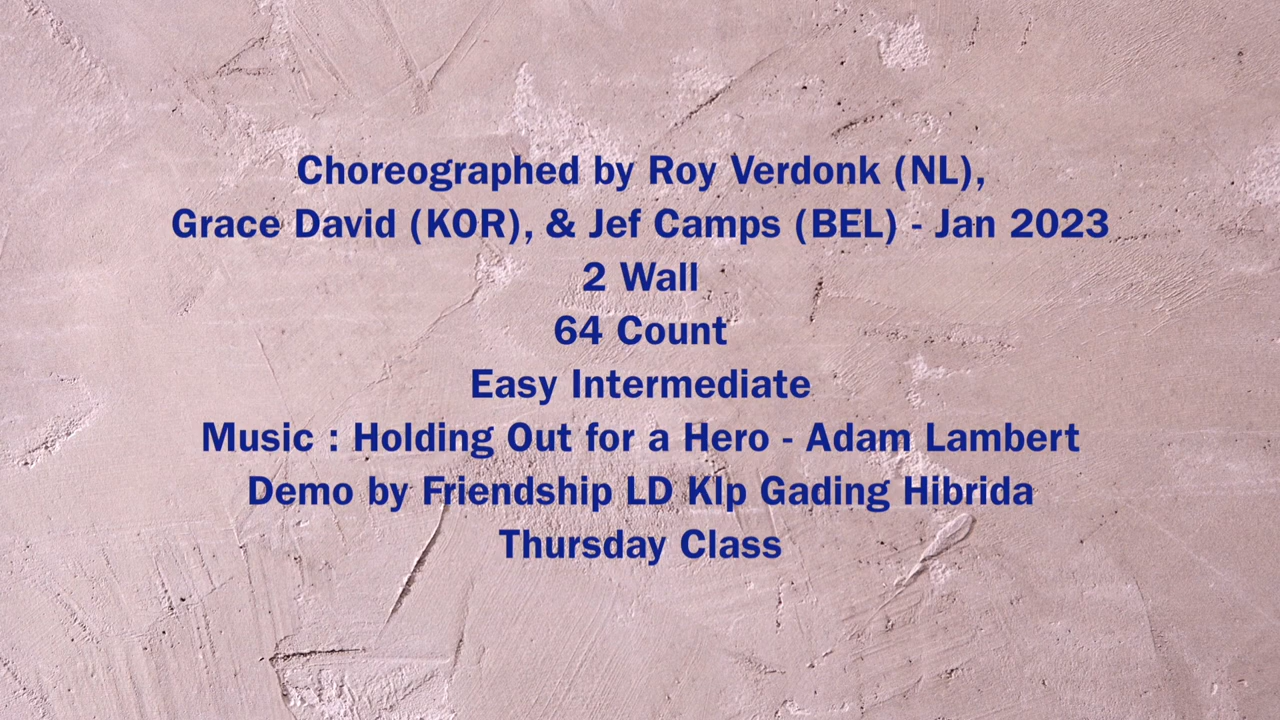 Choreographed by Roy Verdonk (NL),
Grace David (KOR), & Jef Camps (BEL) - Jan 2023
2 Wall
64 Count
Easy Intermediate
Music : Holding Out for a Hero - Adam Lambert
Demo by Friendship LD Klp Gading Hibrida
Thursday Class